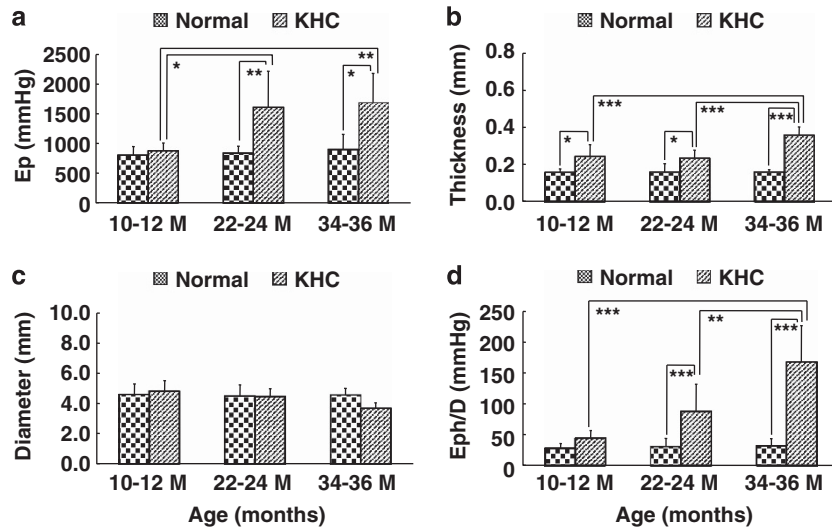 a
Normal KHC
Ep (mmHg)
2500
2000
1500
1000
500
0
* ** * **
10-12 M 22-24 M 34-36 M
b
Normal KHC
Thickness (mm)
0.8
0.6
0.4
0.2
0.0
* *** * *** ***
10-12 M 22-24 M 34-36 M
c
Normal KHC
Diameter (mm)
10.0
8.0
6.0
4.0
2.0
0.0
10-12 M 22-24 M 34-36 M
Age (months)
d
Normal KHC
Eph/D (mmHg)
250
200
150
100
50
0
*** *** ** ***
10-12 M 22-24 M 34-36 M
Age (months)